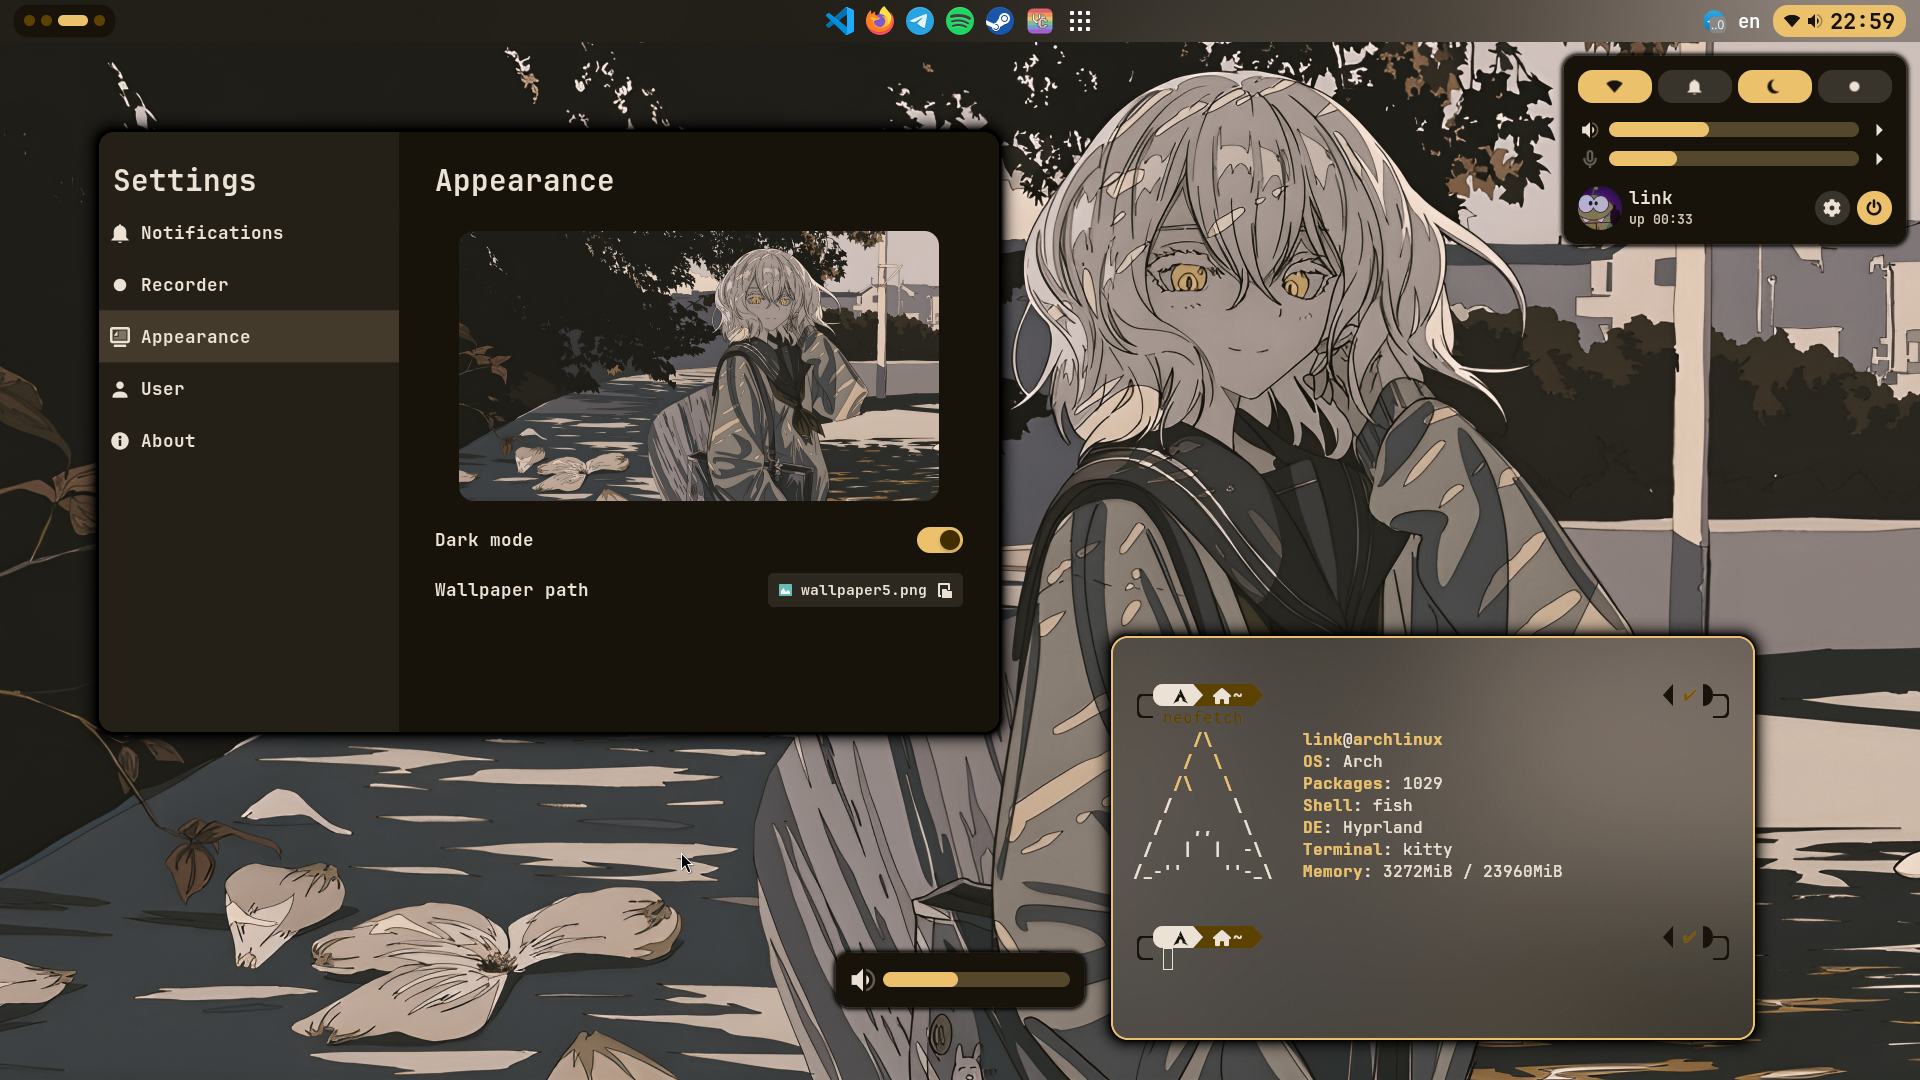 en
22:59
link
up 00:33
Settings
Notifications
Recorder
Appearance
User
About
Appearance
Dark mode
Wallpaper path
wallpaper5.png
~
neofetch
link@archlinux
OS: Arch
Packages: 1029
Shell: fish
DE: Hyprland
Terminal: kitty
Memory: 3272MiB / 23960MiB
~